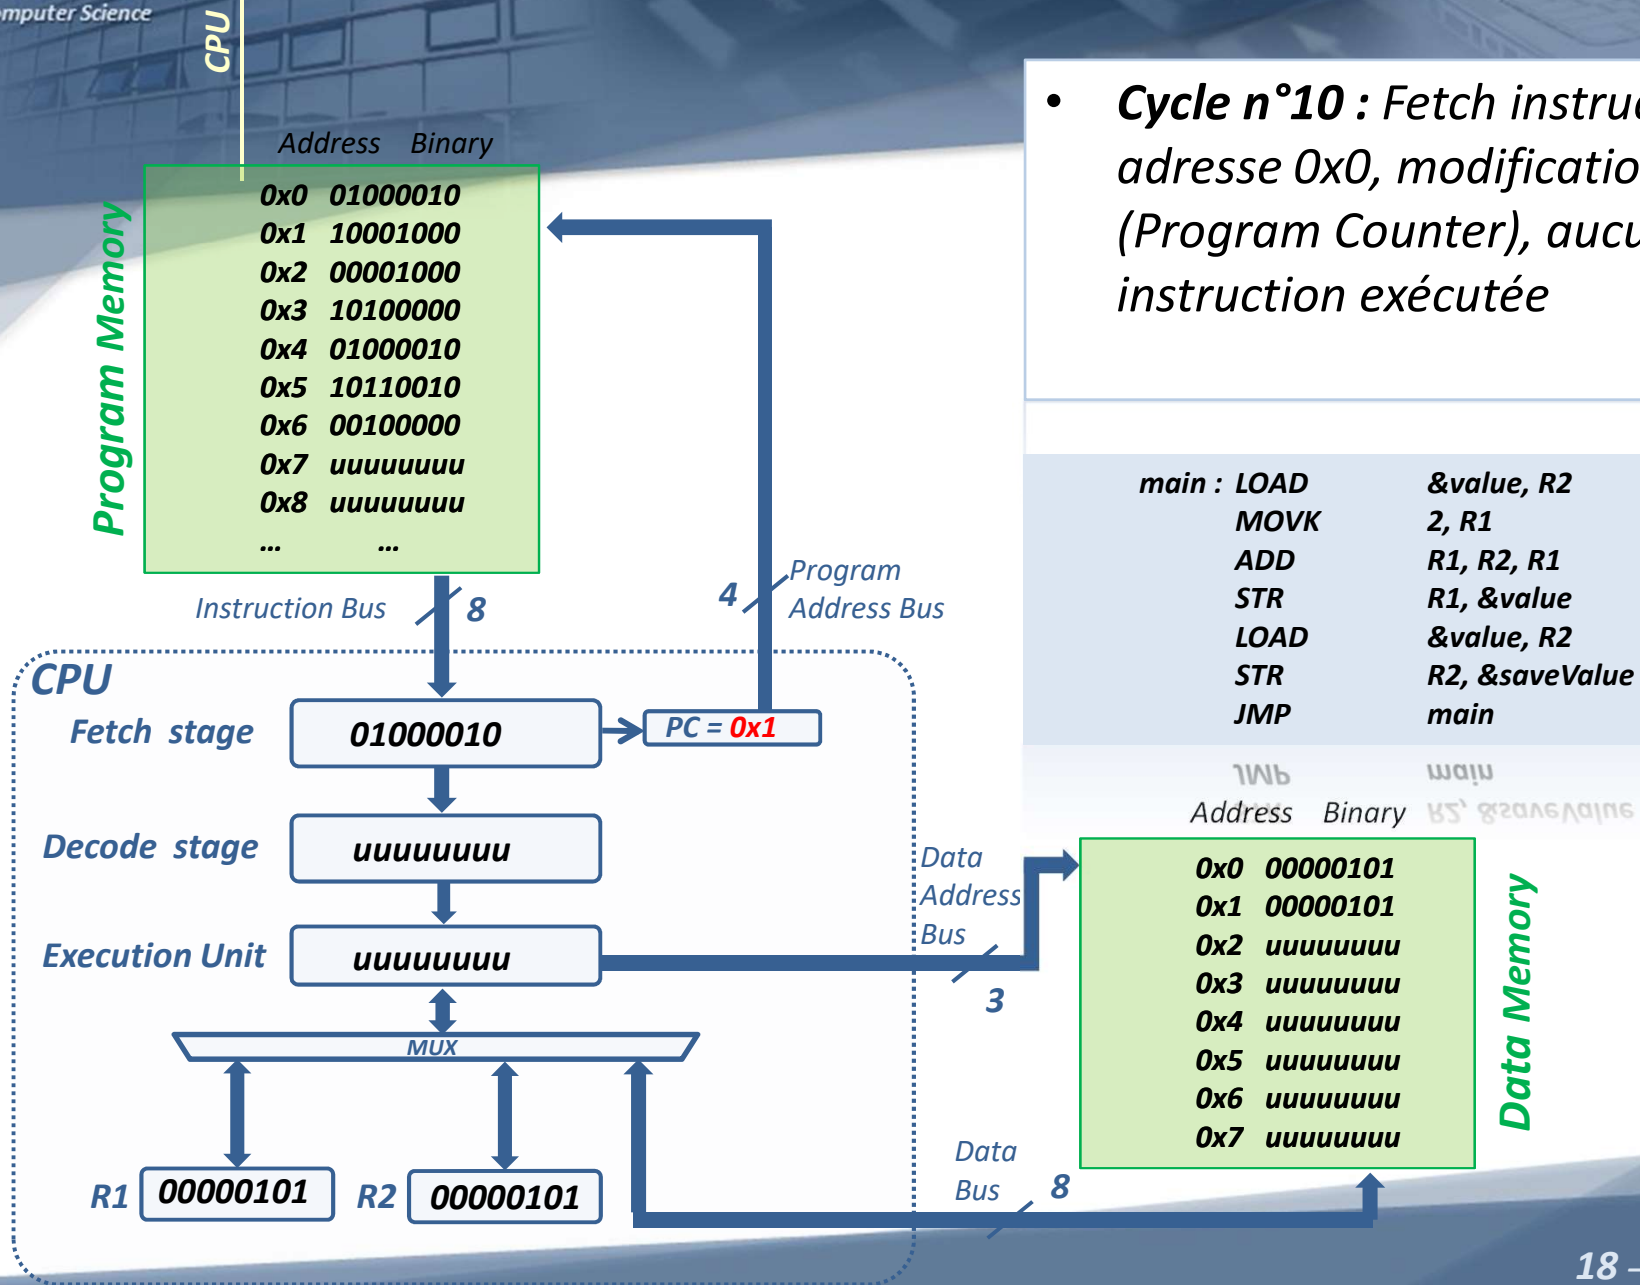 Computer Science
CPU
Cycle n°10 : Fetch
adresse 0x0,
(Program Counter),
instruction exécutée
Address Binary
0x0 01000010
0x1 10001000
0x2 00001000
0x3 10100000
0x4 01000010
0x5 10110010
0x6 00100000
0x7 uuuuuuuu
0x8 uuuuuuuu
... ...
Program Memory
Instruction Bus
8
4
Program
Address Bus
main : LOAD &value, R2
MOVK 2, R1
ADD R1, R2, R1
STR R1, &value
LOAD &value, R2
STR R2, &saveValue
JMP main
CPU
Fetch stage
01000010
PC = 0x1
Decode stage
uuuuuuuu
Execution Unit
uuuuuuuu
MUX
R1
00000101
R2
00000101
Data
Address
Bus
3
Data
Bus
8
Address Binary
0x0 00000101
0x1 00000101
0x2 uuuuuuuu
0x3 uuuuuuuu
0x4 uuuuuuuu
0x5 uuuuuuuu
0x6 uuuuuuuu
0x7 uuuuuuuu
Data Memory
18 –